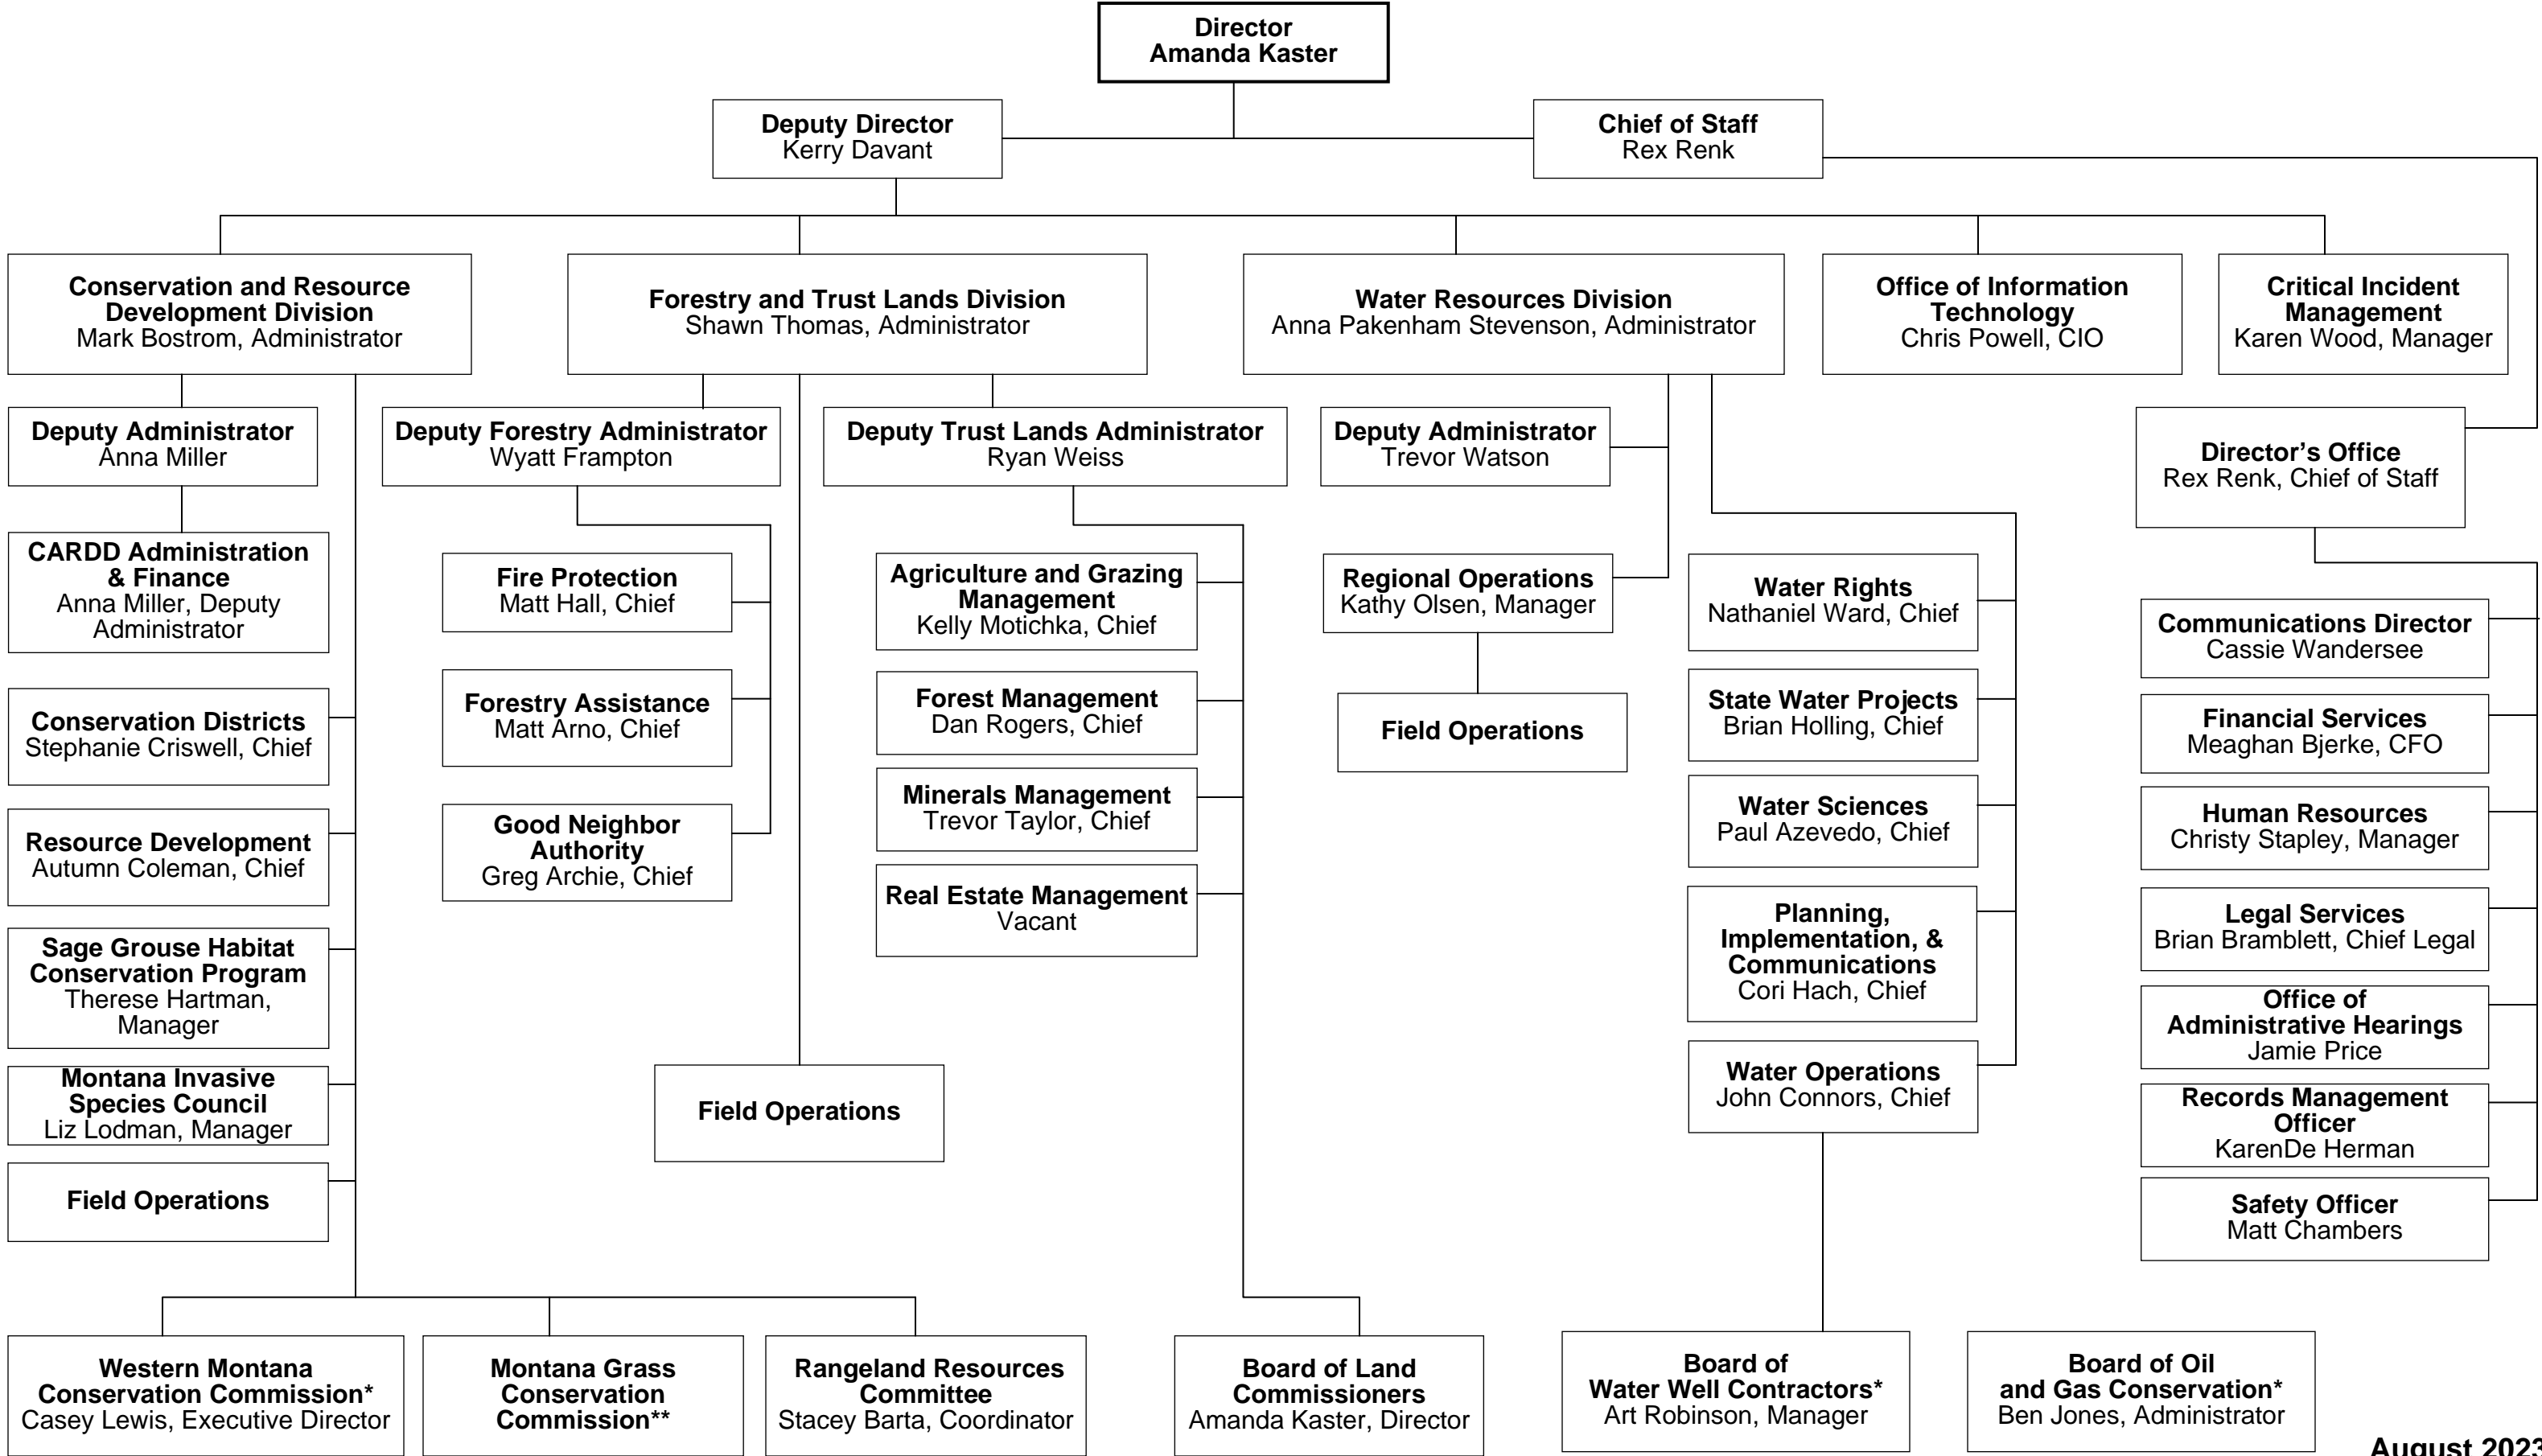 Director
Amanda Kaster
Deputy Director
Kerry Davant
Chief of Staff
Rex Renk
Conservation and Resource
Development Division
Mark Bostrom, Administrator
Forestry and Trust Lands Division
Shawn Thomas, Administrator
Water Resources Division
Anna Pakenham Stevenson, Administrator
Office of Information
Technology
Chris Powell, CIO
Critical Incident
Management
Karen Wood, Manager
Deputy Administrator
Anna Miller
Deputy Forestry Administrator
Wyatt Frampton
Deputy Trust Lands Administrator
Ryan Weiss
Deputy Administrator
Trevor Watson
Director’s Office
Rex Renk, Chief of Staff
CARDD Administration
& Finance
Anna Miller, Deputy
Administrator
Conservation Districts
Stephanie Criswell, Chief
Resource Development
Autumn Coleman, Chief
Sage Grouse Habitat
Conservation Program
Therese Hartman,
Manager
Montana Invasive
Species Council
Liz Lodman, Manager
Field Operations
Fire Protection
Matt Hall, Chief
Forestry Assistance
Matt Arno, Chief
Good Neighbor
Authority
Greg Archie, Chief
Field Operations
Agriculture and Grazing
Management
Kelly Motichka, Chief
Forest Management
Dan Rogers, Chief
Minerals Management
Trevor Taylor, Chief
Real Estate Management
Vacant
Regional Operations
Kathy Olsen, Manager
Field Operations
Water Rights
Nathaniel Ward, Chief
State Water Projects
Brian Holling, Chief
Water Sciences
Paul Azevedo, Chief
Planning,
Implementation, &
Communications
Cori Hach, Chief
Water Operations
John Connors, Chief
Communications Director
Cassie Wandersee
Financial Services
Meaghan Bjerke, CFO
Human Resources
Christy Stapley, Manager
Legal Services
Brian Bramblett, Chief Legal
Office of
Administrative Hearings
Jamie Price
Records Management
Officer
KarenDe Herman
Safety Officer
Matt Chambers
Western Montana
Conservation Commission*
Casey Lewis, Executive Director
Montana Grass
Conservation
Commission**
Rangeland Resources
Committee
Stacey Barta, Coordinator
Board of Land
Commissioners
Amanda Kaster, Director
Board of
Water Well Contractors*
Art Robinson, Manager
Board of Oil
and Gas Conservation*
Ben Jones, Administrator
August 2023